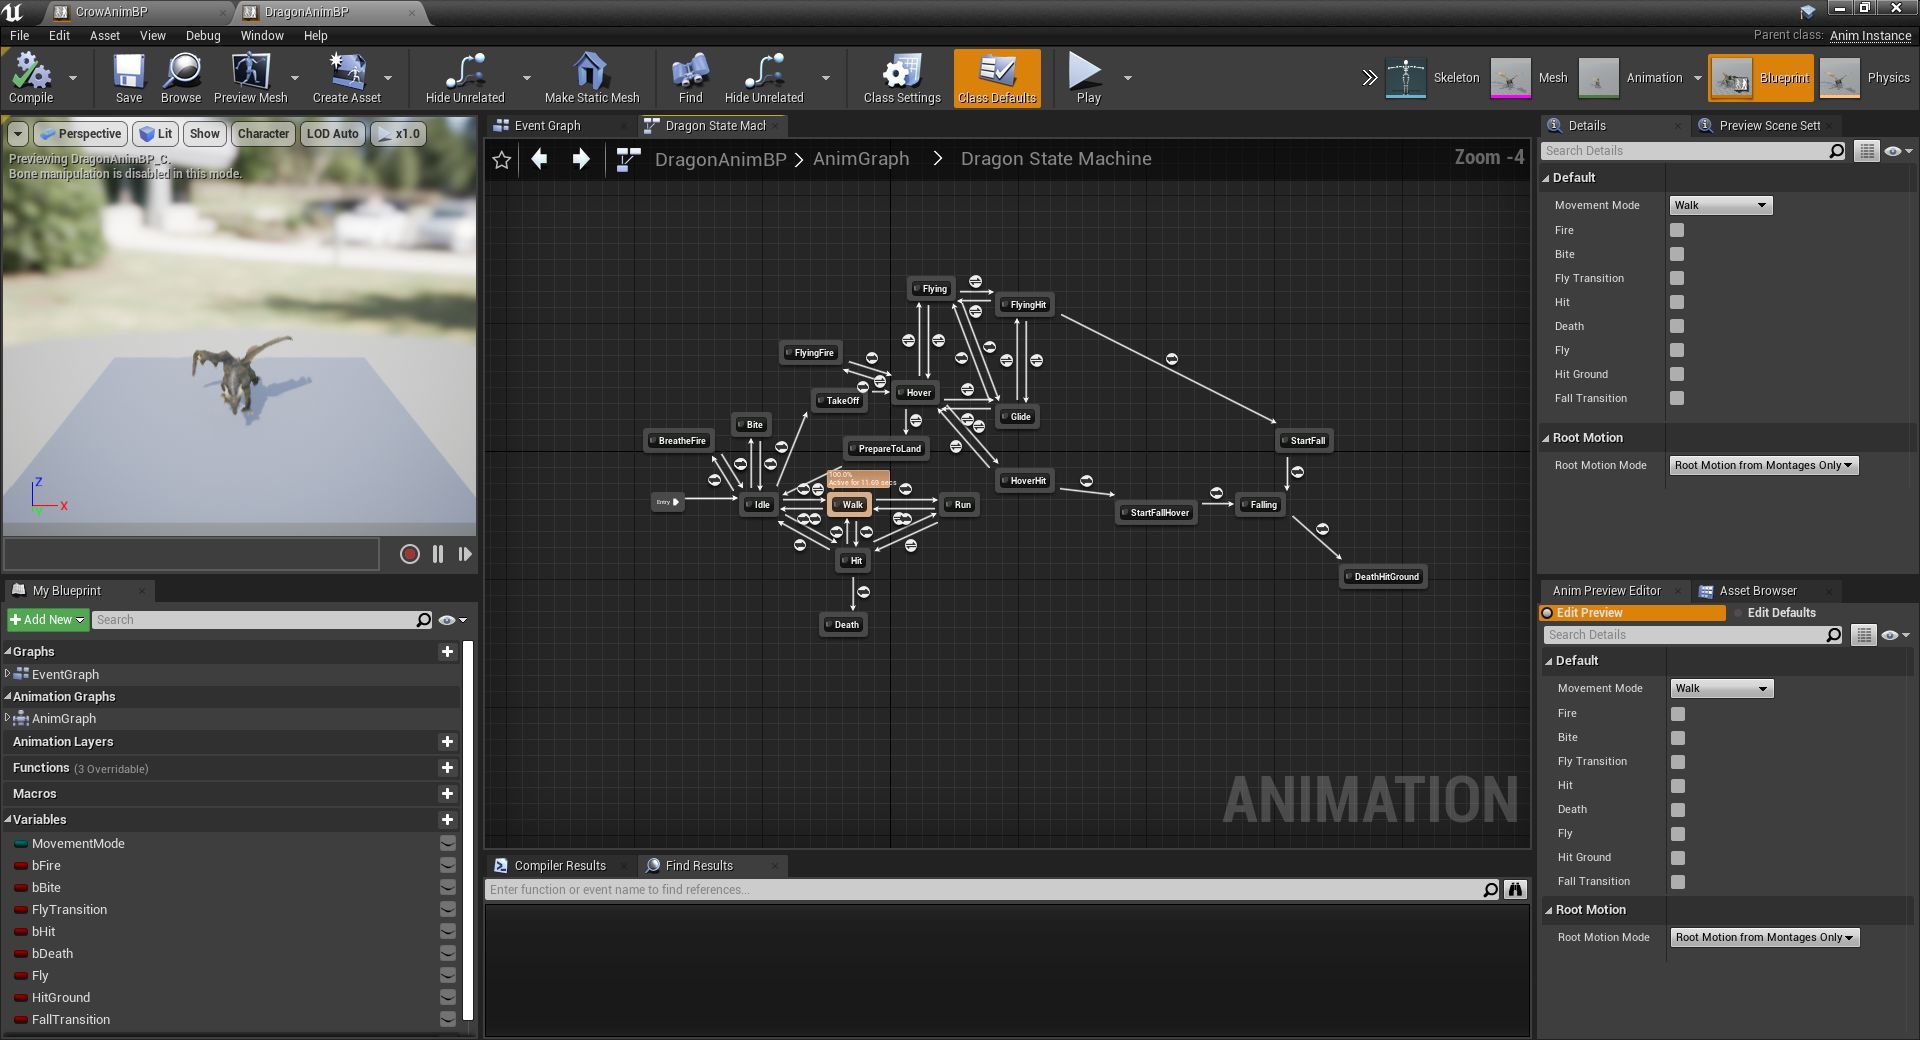 CrowAnimBP
DragonAnimBP
File Edit Asset View Debug Window Help
Parent class: Anim Instance
Compile
Save
Browse
Preview Mesh
Create Asset
Hide Unrelated
Make Static Mesh
Find
Hide Unrelated
Class Settings
Class Defaults
Play
Skeleton
Mesh
Animation
Blueprint
Physics
Perspective
Lit
Show
Character
LOD Auto
x1.0
Previewing DragonAnimBP_C.
Bone manipulation is disabled in this mode.
Z
X
Y
My Blueprint
Add New
Search
Graphs
EventGraph
Animation Graphs
AnimGraph
Animation Layers
Functions (3 Overridable)
Macros
Variables
MovementMode
bFire
bBite
FlyTransition
bHit
bDeath
Fly
HitGround
FallTransition
Event Graph
Dragon State Mach
DragonAnimBP > AnimGraph > Dragon State Machine
Zoom -4
Flying
FlyingHit
FlyingFire
Hover
TakeOff
Glide
Bite
BreatheFire
PrepareToLand
StartFall
100.0%
Active for 11.69 secs
HoverHit
Entry
Idle
Walk
Run
StartFallHover
Falling
Hit
DeathHitGround
Death
ANIMATION
Compiler Results
Find Results
Enter function or event name to find references...
Details
Preview Scene Sett
Search Details
Default
Movement Mode Walk
Fire
Bite
Fly Transition
Hit
Death
Fly
Hit Ground
Fall Transition
Root Motion
Root Motion Mode Root Motion from Montages Only
Anim Preview Editor
Asset Browser
Edit Preview
Edit Defaults
Search Details
Default
Movement Mode Walk
Fire
Bite
Fly Transition
Hit
Death
Fly
Hit Ground
Fall Transition
Root Motion
Root Motion Mode Root Motion from Montages Only